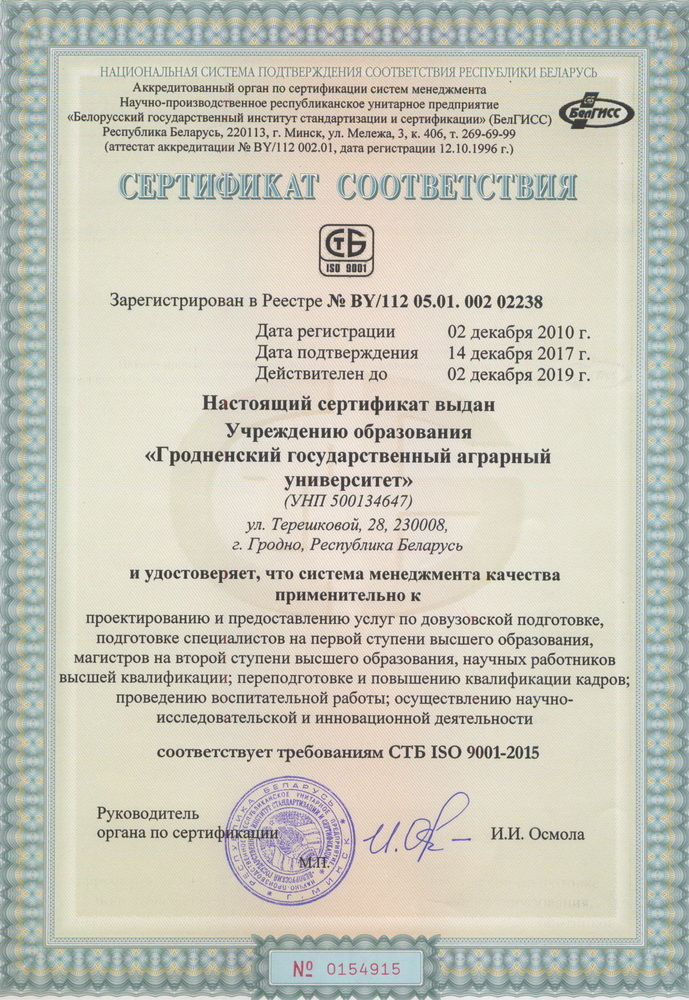 НАЦИОНАЛЬНАЯ СИСТЕМА ПОДТВЕРЖДЕНИЯ СООТВЕТСТВИЯ РЕСПУБЛИКИ БЕЛАРУСЬ
Аккредитованный орган по сертификации систем менеджмента
Научно-производственное республиканское унитарное предприятие
«Белорусский государственный институт стандартизации и сертификации» (БелГИСС)
Республика Беларусь, 220113, г. Минск, ул. Мележа, 3, к. 406, т. 269-69-99
(аттестат аккредитации № BY/112 002.01, дата регистрации 12.10.1996 г.)
БелГИСС
СЕРТИФИКАТ СООТВЕТСТВИЯ
СТБ
ISO 9001
Зарегистрирован в Реестре № BY/112 05.01. 002 02238
Дата регистрации 02 декабря 2010 г.
Дата подтверждения 14 декабря 2017 г.
Действителен до 02 декабря 2019 г.
Настоящий сертификат выдан
Учреждению образования
«Гродненский государственный аграрный
университет»
(УНП 500134647)
ул. Терешковой, 28, 230008,
г. Гродно, Республика Беларусь
и удостоверяет, что система менеджмента качества
применительно к
проектированию и предоставлению услуг по довузовской подготовке,
подготовке специалистов на первой ступени высшего образования,
магистров на второй ступени высшего образования, научных работников
высшей квалификации; переподготовке и повышению квалификации кадров;
проведению воспитательной работы; осуществлению научно-
исследовательской и инновационной деятельности
соответствует требованиям СТБ ISO 9001-2015
Руководитель
органа по сертификации
М.П.
И.И. Осмола
РЕСПУБЛИКА БЕЛАРУСЬ * г. МИНСК *
№ 0154915